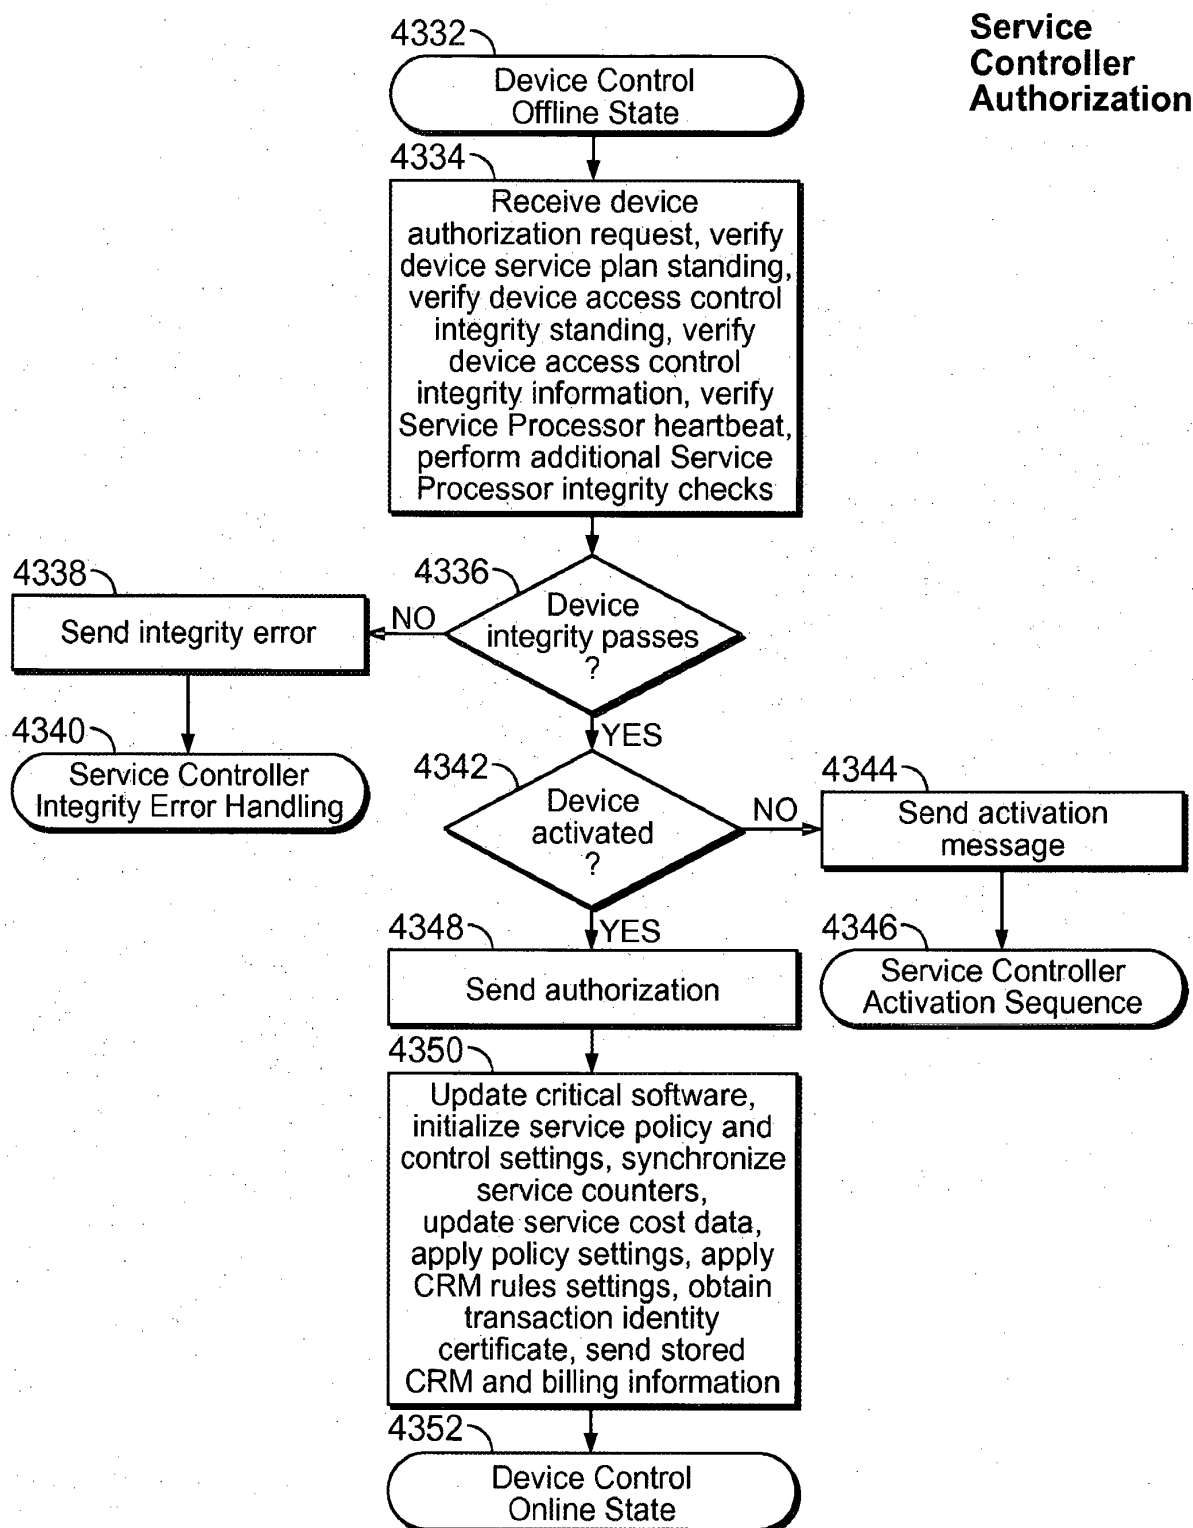 Service
Controller
Authorization
4332
Device Control
Offline State
4334
Receive device
authorization request, verify
device service plan standing,
verify device access control
integrity standing, verify
device access control
integrity information, verify
Service Processor heartbeat,
perform additional Service
Processor integrity checks
4336
Device
integrity passes
?
NO
4338
Send integrity error
4340
Service Controller
Integrity Error Handling
YES
4342
Device
activated
?
NO
4344
Send activation
message
4346
Service Controller
Activation Sequence
YES
4348
Send authorization
4350
Update critical software,
initialize service policy and
control settings, synchronize
service counters,
update service cost data,
apply policy settings, apply
CRM rules settings, obtain
transaction identity
certificate, send stored
CRM and billing information
4352
Device Control
Online State